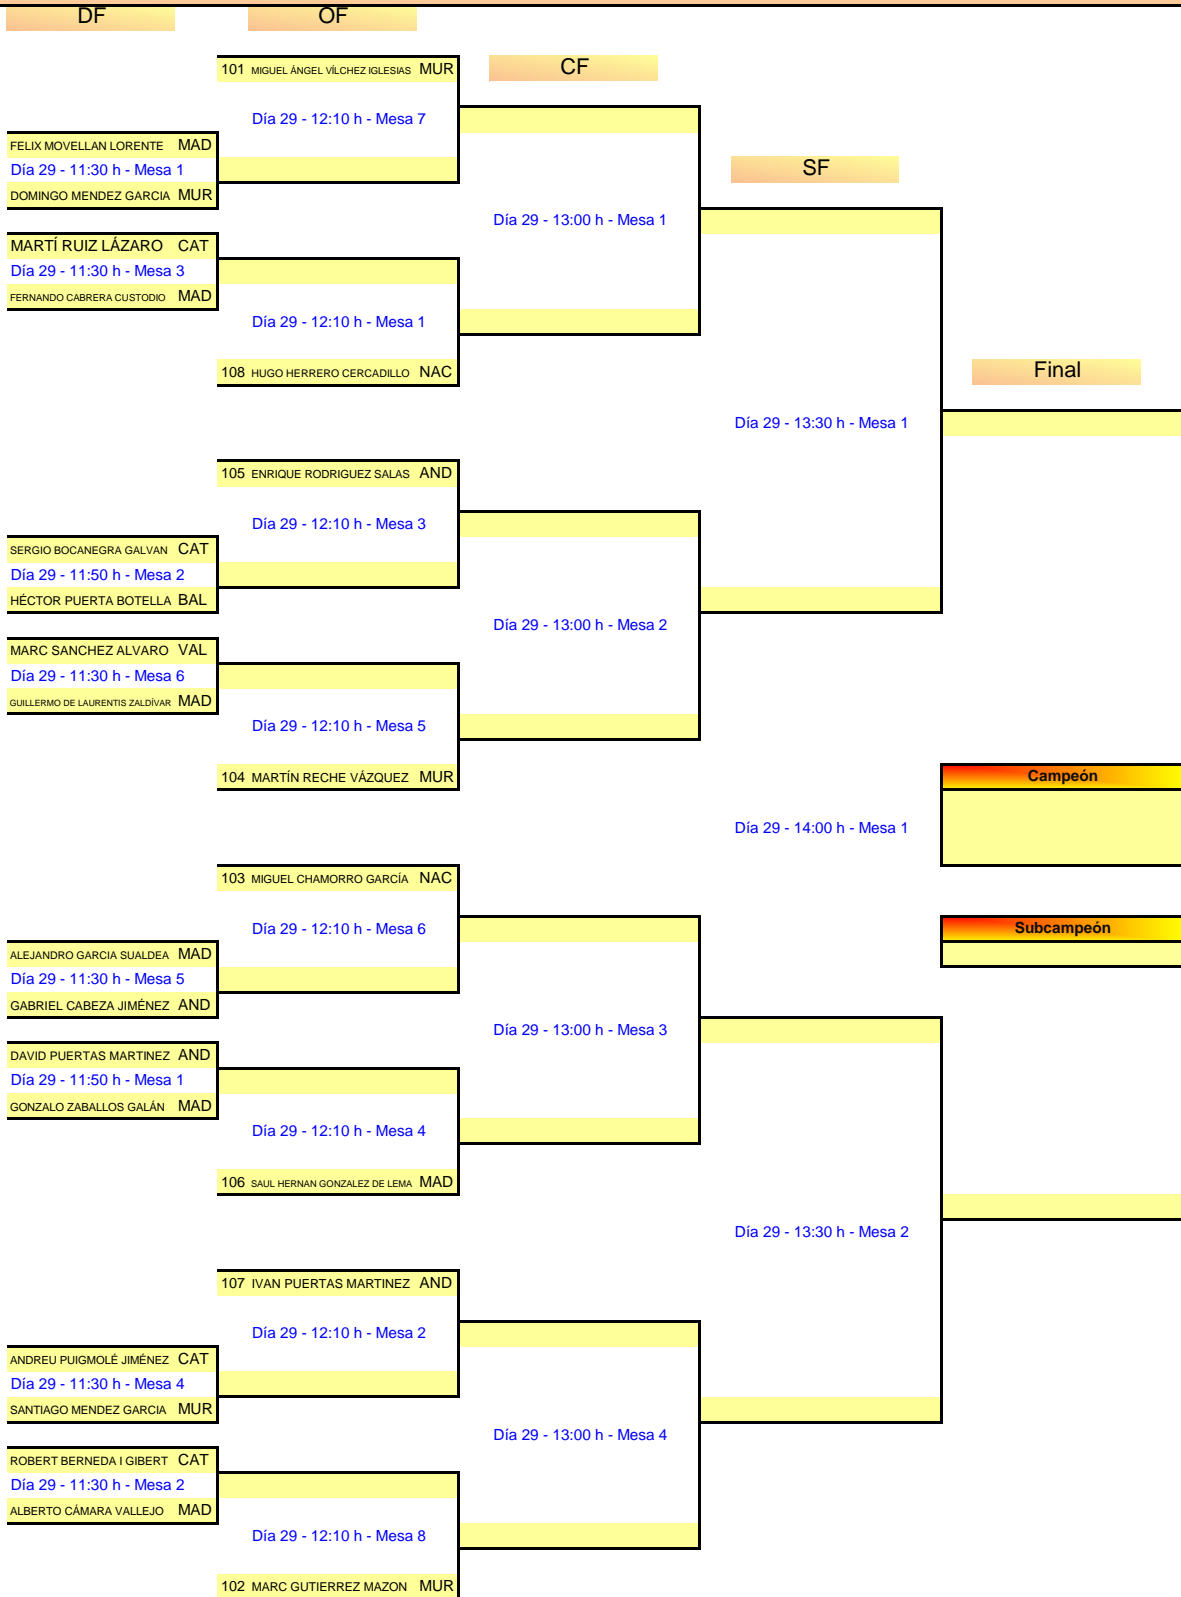 DF
OF
101 MIGUEL ÁNGEL VÍLCHEZ IGLESIAS MUR
CF
Día 29 - 12:10 h - Mesa 7
FELIX MOVELLAN LORENTE MAD
Día 29 - 11:30 h - Mesa 1
SF
DOMINGO MENDEZ GARCIA MUR
Día 29 - 13:00 h - Mesa 1
MARTÍ RUIZ LÁZARO CAT
Día 29 - 11:30 h - Mesa 3
FERNANDO CABRERA CUSTODIO MAD
Día 29 - 12:10 h - Mesa 1
108 HUGO HERRERO CERCADILLO NAC
Final
Día 29 - 13:30 h - Mesa 1
105 ENRIQUE RODRIGUEZ SALAS AND
Día 29 - 12:10 h - Mesa 3
SERGIO BOCANEGRA GALVAN CAT
Día 29 - 11:50 h - Mesa 2
HÉCTOR PUERTA BOTELLA BAL
Día 29 - 13:00 h - Mesa 2
MARC SANCHEZ ALVARO VAL
Día 29 - 11:30 h - Mesa 6
GUILLERMO DE LAURENTIS ZALDÍVAR MAD
Día 29 - 12:10 h - Mesa 5
104 MARTÍN RECHE VÁZQUEZ MUR
Campeón
Día 29 - 14:00 h - Mesa 1
103 MIGUEL CHAMORRO GARCÍA NAC
Día 29 - 12:10 h - Mesa 6
Subcampeón
ALEJANDRO GARCIA SUALDEA MAD
Día 29 - 11:30 h - Mesa 5
GABRIEL CABEZA JIMÉNEZ AND
Día 29 - 13:00 h - Mesa 3
DAVID PUERTAS MARTINEZ AND
Día 29 - 11:50 h - Mesa 1
GONZALO ZABALLOS GALÁN MAD
Día 29 - 12:10 h - Mesa 4
106 SAUL HERNAN GONZALEZ DE LEMA MAD
Día 29 - 13:30 h - Mesa 2
107 IVAN PUERTAS MARTINEZ AND
Día 29 - 12:10 h - Mesa 2
ANDREU PUIGMOLÉ JIMÉNEZ CAT
Día 29 - 11:30 h - Mesa 4
SANTIAGO MENDEZ GARCIA MUR
Día 29 - 13:00 h - Mesa 4
ROBERT BERNEDA I GIBERT CAT
Día 29 - 11:30 h - Mesa 2
ALBERTO CÁMARA VALLEJO MAD
Día 29 - 12:10 h - Mesa 8
102 MARC GUTIERREZ MAZON MUR